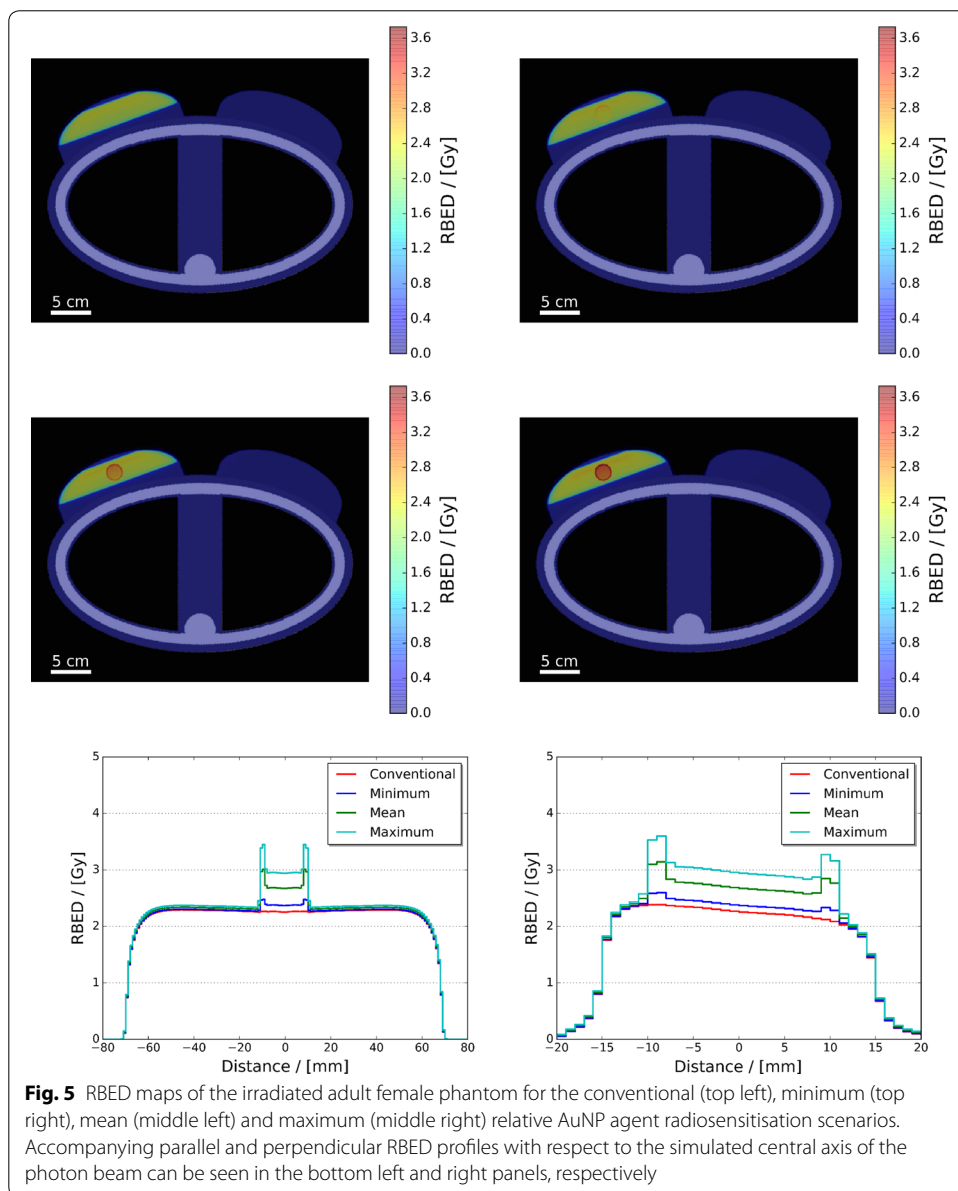 3.6
3.2
2.8
2.4
2.0
1.6
1.2
0.8
0.4
0.0
RBED / [Gy]
5 cm
3.6
3.2
2.8
2.4
2.0
1.6
1.2
0.8
0.4
0.0
RBED / [Gy]
5 cm
3.6
3.2
2.8
2.4
2.0
1.6
1.2
0.8
0.4
0.0
RBED / [Gy]
5 cm
3.6
3.2
2.8
2.4
2.0
1.6
1.2
0.8
0.4
0.0
RBED / [Gy]
5 cm
5
4
3
2
1
0
RBED / [Gy]
Conventional
Minimum
Mean
Maximum
−80 −60 −40 −20 0 20 40 60 80
Distance / [mm]
5
4
3
2
1
0
RBED / [Gy]
Conventional
Minimum
Mean
Maximum
−20 −15 −10 −5 0 5 10 15 20
Distance / [mm]
Fig. 5 RBED maps of the irradiated adult female phantom for the conventional (top left), minimum (top
right), mean (middle left) and maximum (middle right) relative AuNP agent radiosensitisation scenarios.
Accompanying parallel and perpendicular RBED profiles with respect to the simulated central axis of the
photon beam can be seen in the bottom left and right panels, respectively